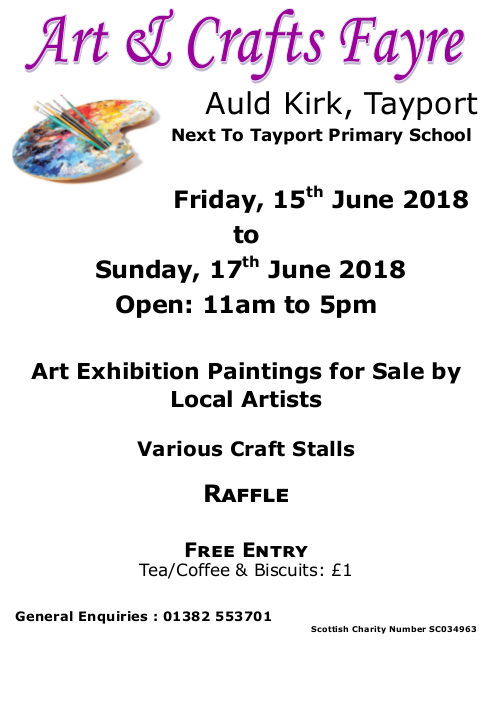 Art & Crafts Fayre
Auld Kirk, Tayport
Next To Tayport Primary School
Friday, 15th June 2018
to
Sunday, 17th June 2018
Open: 11am to 5pm
Art Exhibition Paintings for Sale by
Local Artists
Various Craft Stalls
RAFFLE
FREE ENTRY
Tea/Coffee & Biscuits: £1
General Enquiries : 01382 553701
Scottish Charity Number SC034963